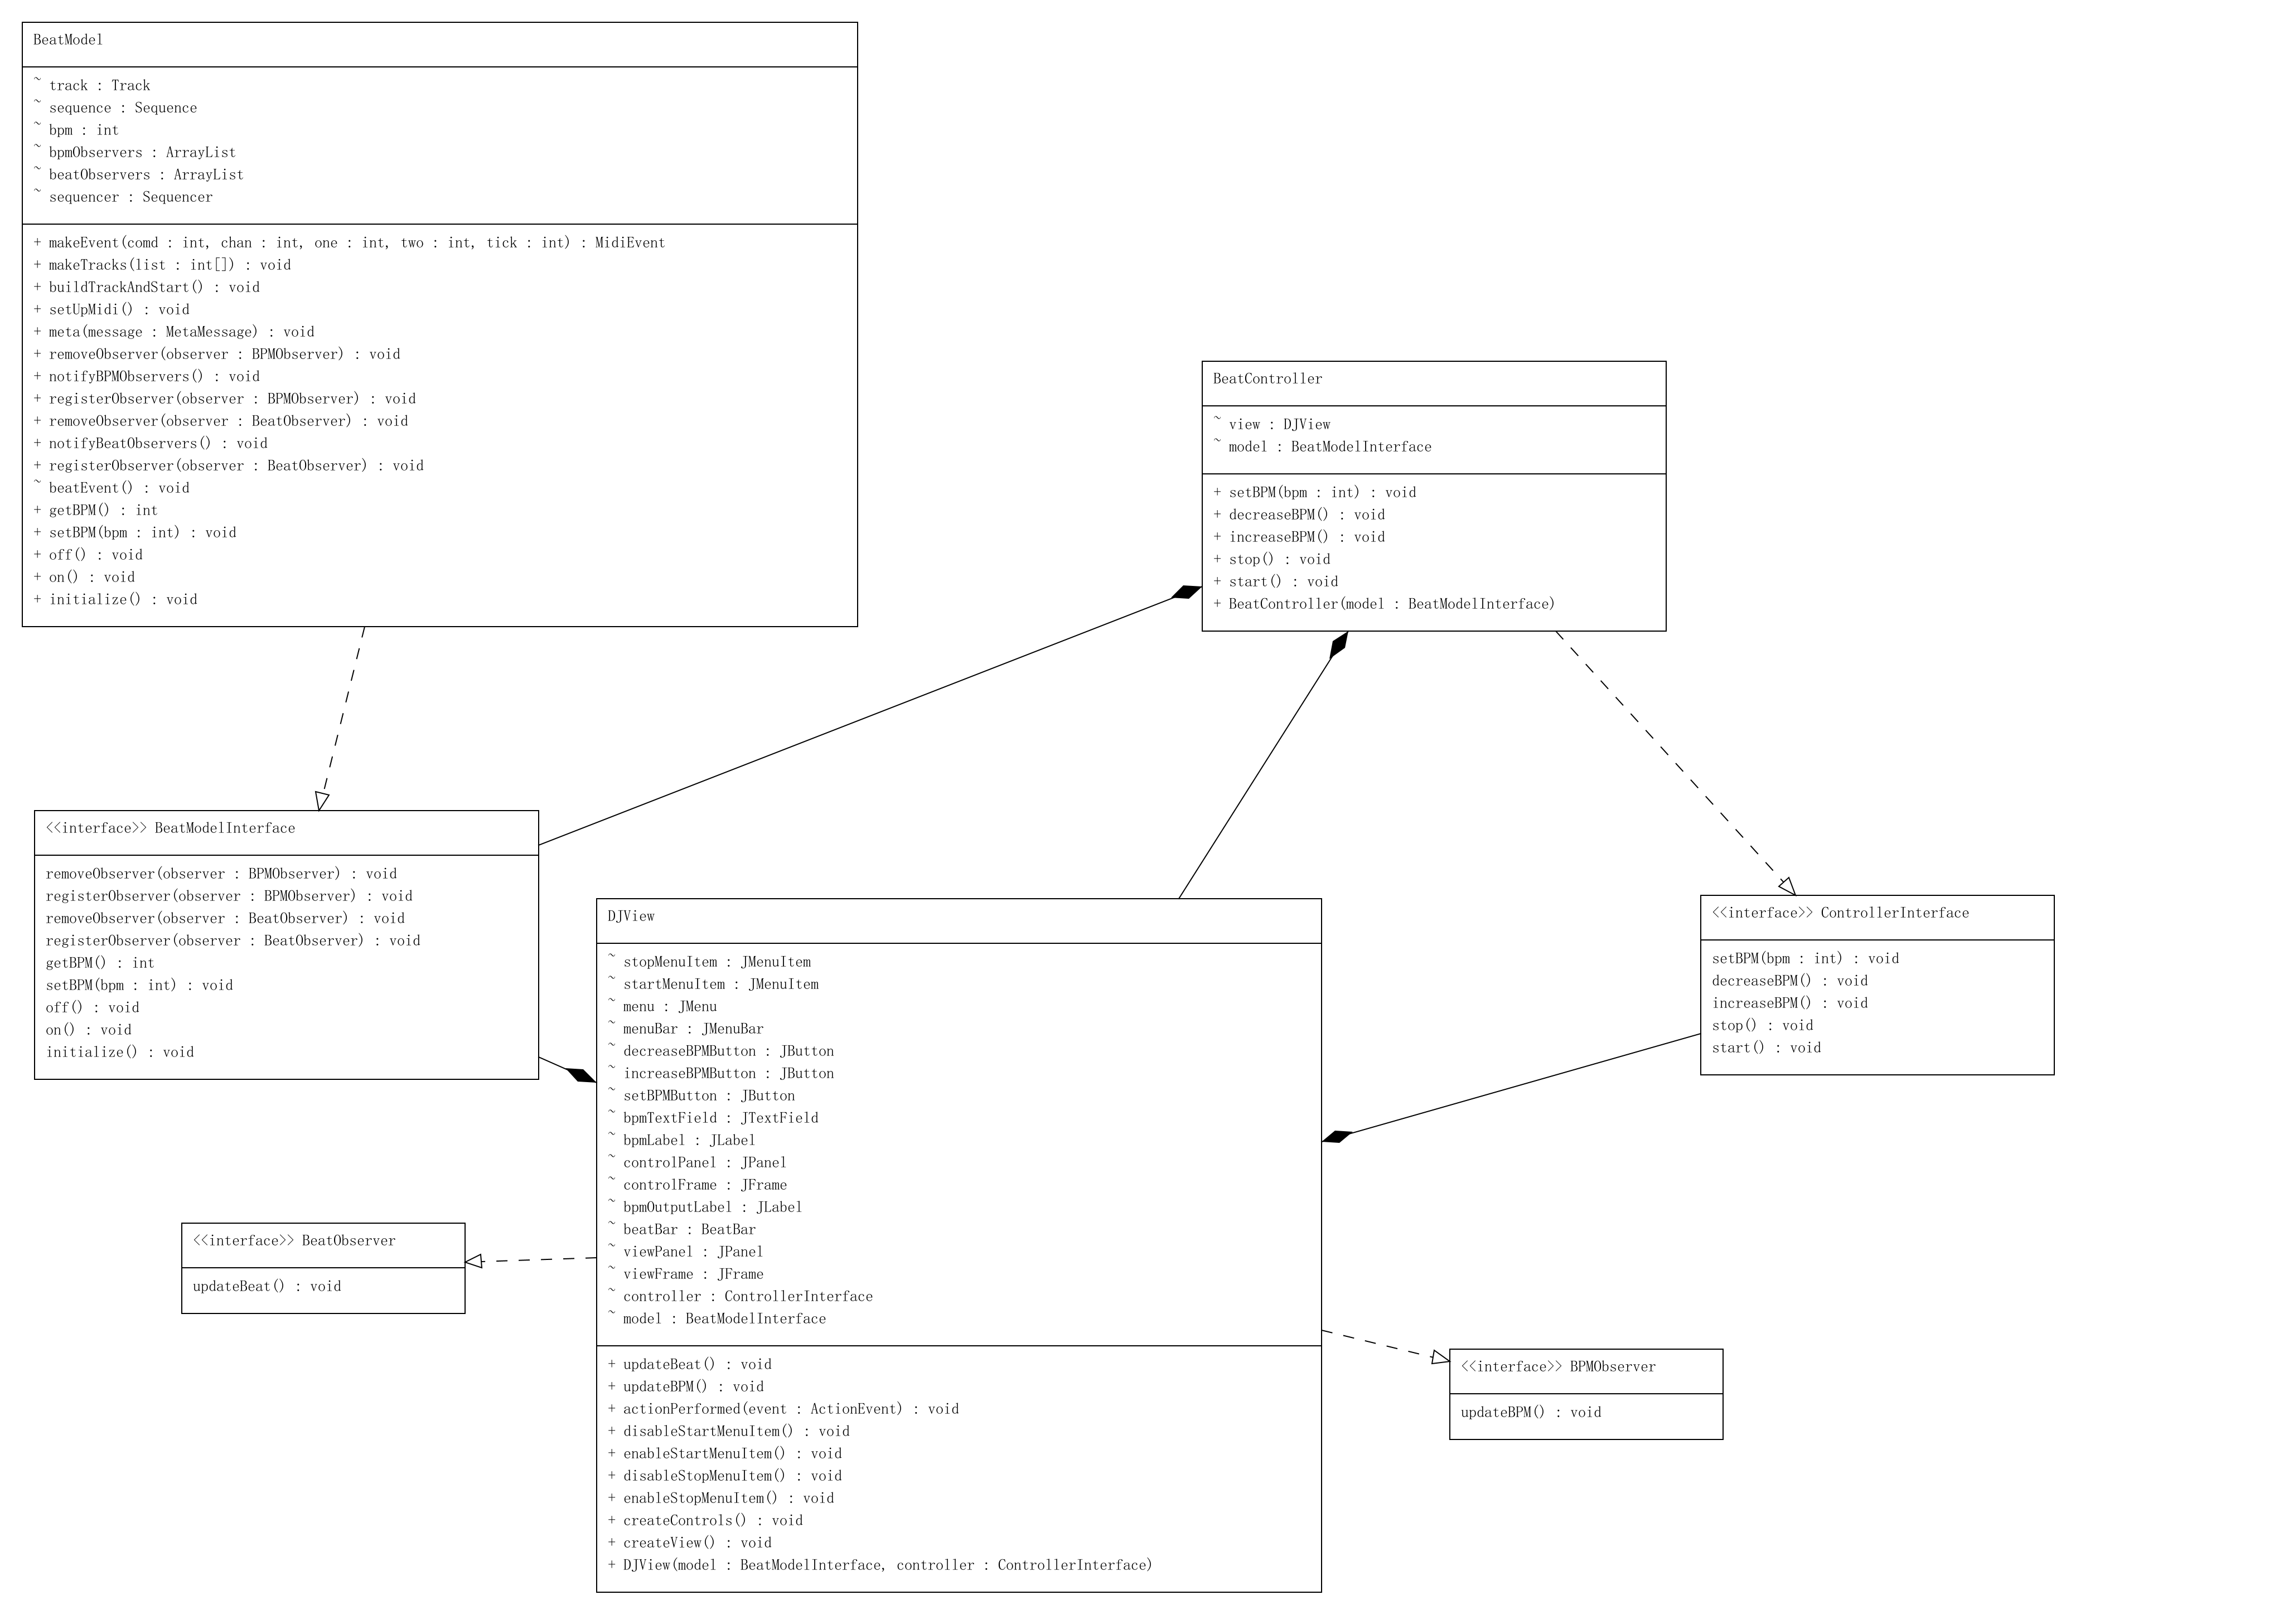 BeatModel
~ track : Track
~ sequence : Sequence
~ bpm : int
~ bpmObservers : ArrayList
~ beatObservers : ArrayList
~ sequencer : Sequencer
+ makeEvent(comd : int, chan : int, one : int, two : int, tick : int) : MidiEvent
+ makeTracks(list : int[]) : void
+ buildTrackAndStart() : void
+ setUpMidi() : void
+ meta(message : MetaMessage) : void
+ removeObserver(observer : BPMObserver) : void
+ notifyBPMObservers() : void
+ registerObserver(observer : BPMObserver) : void
+ removeObserver(observer : BeatObserver) : void
+ notifyBeatObservers() : void
+ registerObserver(observer : BeatObserver) : void
~ beatEvent() : void
+ getBPM() : int
+ setBPM(bpm : int) : void
+ off() : void
+ on() : void
+ initialize() : void
BeatController
~ view : DJView
~ model : BeatModelInterface
+ setBPM(bpm : int) : void
+ decreaseBPM() : void
+ increaseBPM() : void
+ stop() : void
+ start() : void
+ BeatController(model : BeatModelInterface)
<<interface>> BeatModelInterface
removeObserver(observer : BPMObserver) : void
registerObserver(observer : BPMObserver) : void
removeObserver(observer : BeatObserver) : void
registerObserver(observer : BeatObserver) : void
getBPM() : int
setBPM(bpm : int) : void
off() : void
on() : void
initialize() : void
DJView
~ stopMenuItem : JMenuItem
~ startMenuItem : JMenuItem
~ menu : JMenu
~ menuBar : JMenuBar
~ decreaseBPMButton : JButton
~ increaseBPMButton : JButton
~ setBPMButton : JButton
~ bpmTextField : JTextField
~ bpmLabel : JLabel
~ controlPanel : JPanel
~ controlFrame : JFrame
~ bpmOutputLabel : JLabel
~ beatBar : BeatBar
~ viewPanel : JPanel
~ viewFrame : JFrame
~ controller : ControllerInterface
~ model : BeatModelInterface
+ updateBeat() : void
+ updateBPM() : void
+ actionPerformed(event : ActionEvent) : void
+ disableStartMenuItem() : void
+ enableStartMenuItem() : void
+ disableStopMenuItem() : void
+ enableStopMenuItem() : void
+ createControls() : void
+ createView() : void
+ DJView(model : BeatModelInterface, controller : ControllerInterface)
<<interface>> ControllerInterface
setBPM(bpm : int) : void
decreaseBPM() : void
increaseBPM() : void
stop() : void
start() : void
<<interface>> BeatObserver
updateBeat() : void
<<interface>> BPMObserver
updateBPM() : void